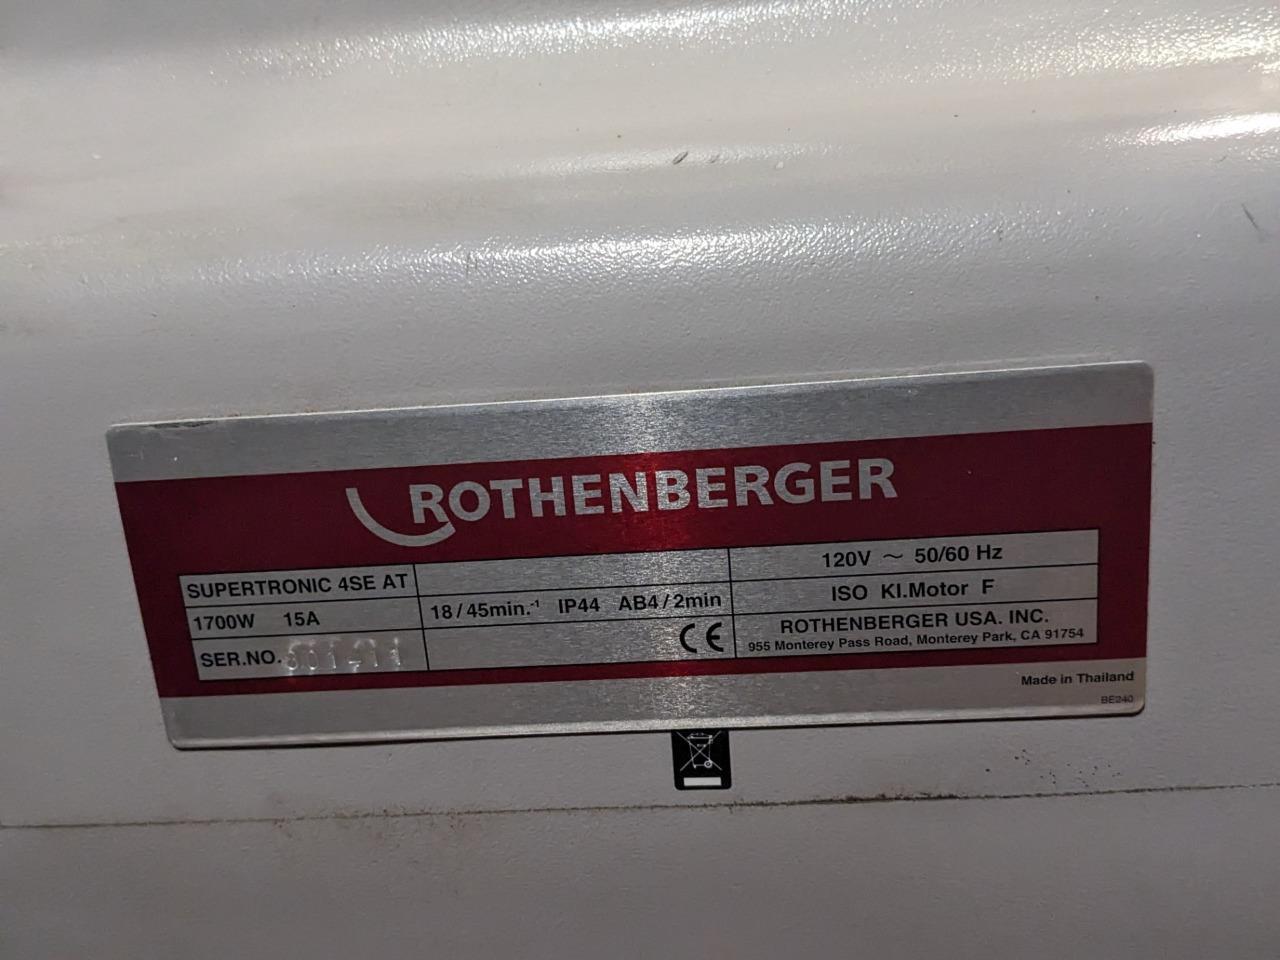 ROTHENBERGER
SUPERTRONIC 4SE AT
120V ~ 50/60 Hz
1700W 15A
18/45min.⁻¹ IP44 AB4/2min
ISO Kl.Motor F
SER.NO.
CE
ROTHENBERGER USA. INC.
955 Monterey Pass Road, Monterey Park, CA 91754
Made in Thailand
BE240